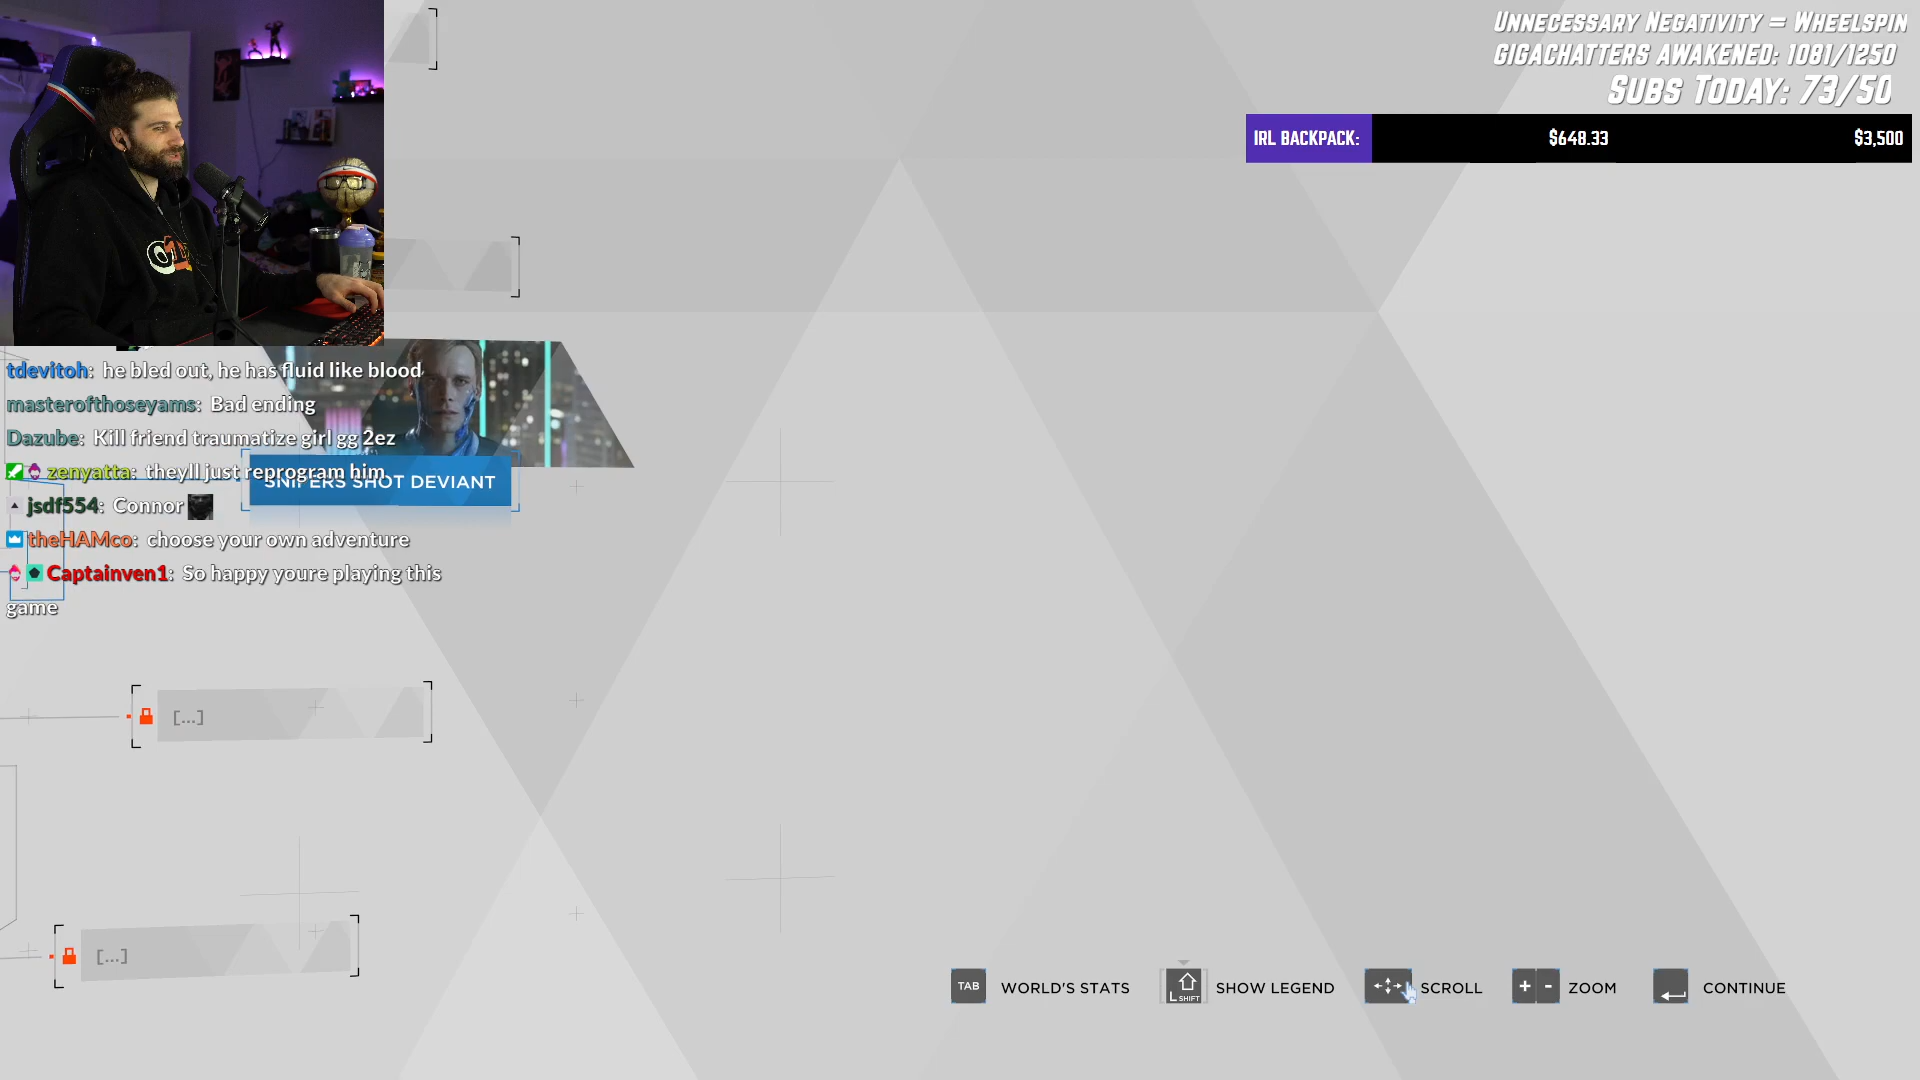 Unnecessary Negativity = Wheelspin
GIGACHATTERS AWAKENED: 1081/1250
Subs Today: 73/50
IRL BACKPACK: $648.33 $3,500
tdevitoh: he bled out, he has fluid like blood
masterofthoseyams: Bad ending
Dazube: Kill friend traumatize girl gg 2ez
zenyatta: theyll just reprogram him
SNIPERS SHOT DEVIANT
jsdf554: Connor
theHAMco: choose your own adventure
Captainven1: So happy youre playing this
game
[...]
[...]
TAB WORLD'S STATS L SHIFT SHOW LEGEND SCROLL + - ZOOM CONTINUE